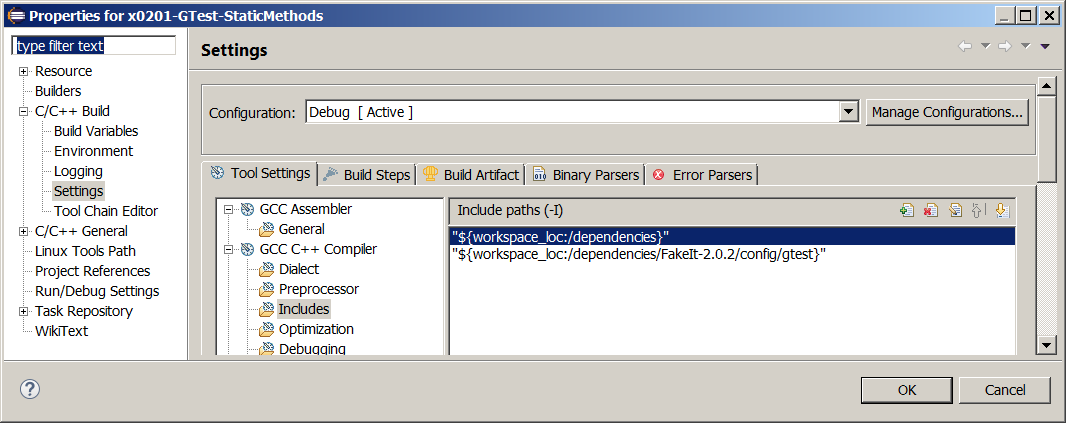 Properties for x0201-GTest-StaticMethods
type filter text
Resource
Builders
C/C++ Build
Build Variables
Environment
Logging
Settings
Tool Chain Editor
C/C++ General
Linux Tools Path
Project References
Run/Debug Settings
Task Repository
WikiText
Settings
Configuration: Debug [ Active ] Manage Configurations...
Tool Settings Build Steps Build Artifact Binary Parsers Error Parsers
GCC Assembler
General
GCC C++ Compiler
Dialect
Preprocessor
Includes
Optimization
Debugging
Include paths (-I)
"${workspace_loc:/dependencies}"
"${workspace_loc:/dependencies/FakeIt-2.0.2/config/gtest}"
OK Cancel